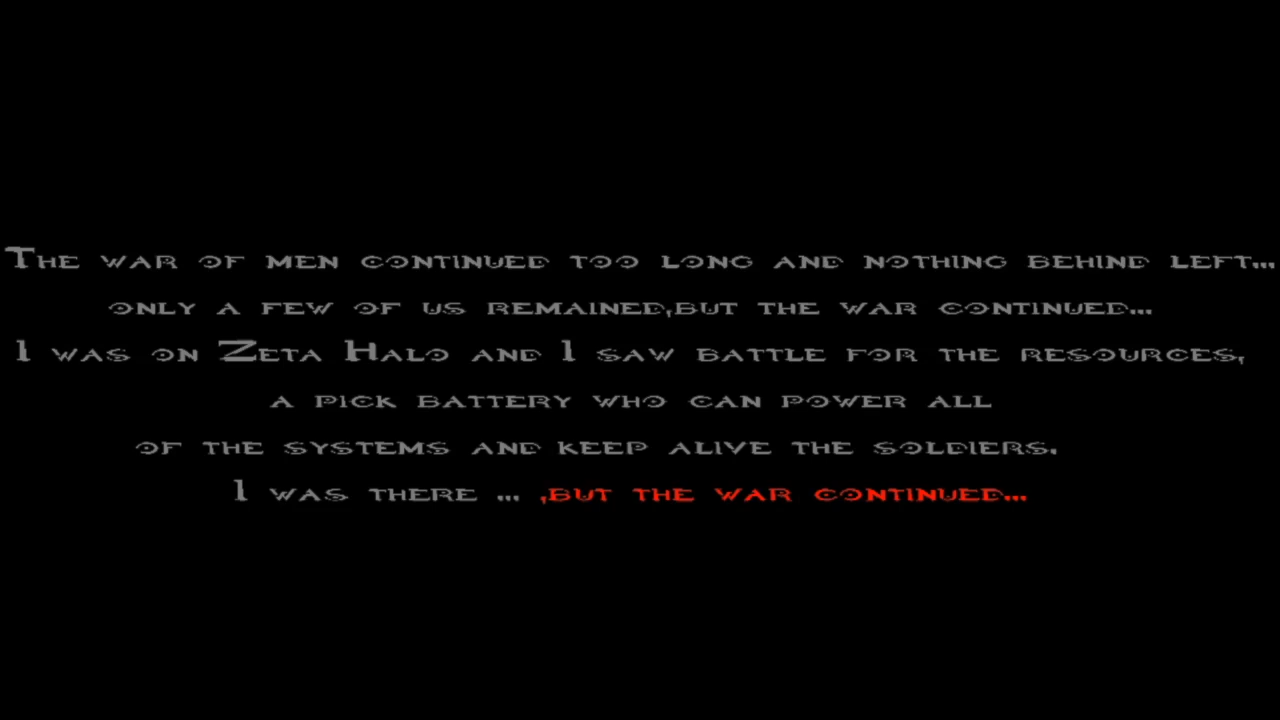 The war of men continued too long and nothing behind left...
only a few of us remained,but the war continued...
I was on Zeta Halo and I saw battle for the resources,
a pick battery who can power all
of the systems and keep alive the soldiers.
I was there ... ,but the war continued...